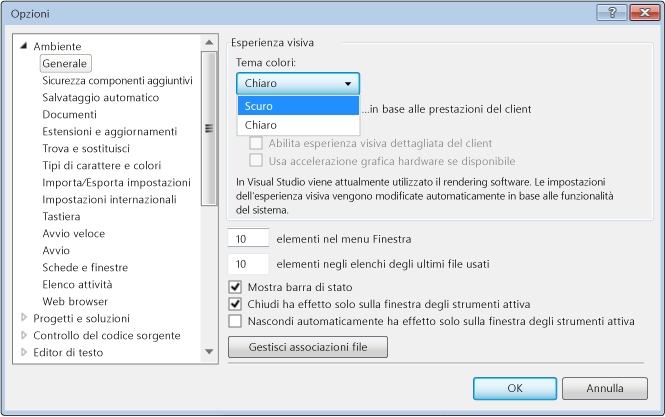 Opzioni
?
Ambiente
Generale
Sicurezza componenti aggiuntivi
Salvataggio automatico
Documenti
Estensioni e aggiornamenti
Trova e sostituisci
Tipi di carattere e colori
Importa/Esporta impostazioni
Impostazioni internazionali
Tastiera
Avvio veloce
Avvio
Schede e finestre
Elenco attività
Web browser
Progetti e soluzioni
Controllo del codice sorgente
Editor di testo
Esperienza visiva
Tema colori:
Chiaro
Scuro
Chiaro
...in base alle prestazioni del client
Abilita esperienza visiva dettagliata del client
Usa accelerazione grafica hardware se disponibile
In Visual Studio viene attualmente utilizzato il rendering software. Le impostazioni
dell'esperienza visiva vengono modificate automaticamente in base alle funzionalità
del sistema.
10 elementi nel menu Finestra
10 elementi negli elenchi degli ultimi file usati
Mostra barra di stato
Chiudi ha effetto solo sulla finestra degli strumenti attiva
Nascondi automaticamente ha effetto solo sulla finestra degli strumenti attiva
Gestisci associazioni file
OK
Annulla